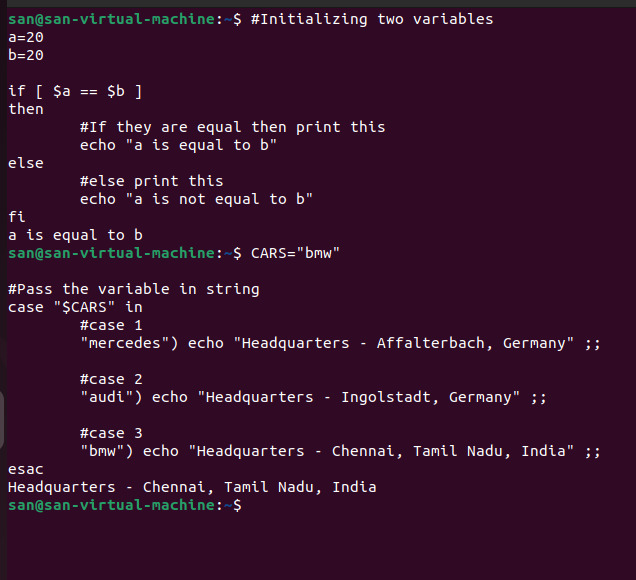 san@san-virtual-machine:~$ #Initializing two variables
a=20
b=20
if [ $a == $b ]
then
#If they are equal then print this
echo "a is equal to b"
else
#else print this
echo "a is not equal to b"
fi
a is equal to b
san@san-virtual-machine:~$ CARS="bmw"
#Pass the variable in string
case "$CARS" in
#case 1
"mercedes") echo "Headquarters - Affalterbach, Germany" ;;
#case 2
"audi") echo "Headquarters - Ingolstadt, Germany" ;;
#case 3
"bmw") echo "Headquarters - Chennai, Tamil Nadu, India" ;;
esac
Headquarters - Chennai, Tamil Nadu, India
san@san-virtual-machine:~$